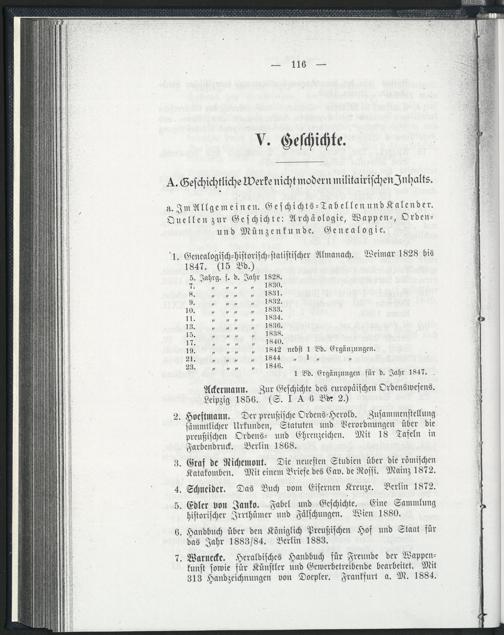 — 116 —
V. Geschichte.
A. Geschichtliche Werke nicht modern militairischen Inhalts.
a. Im Allgemeinen. Geschichts-Tabellen und Kalender.
Quellen zur Geschichte: Archäologie, Wappen-, Orden-
und Münzenkunde. Genealogie.
1. Genealogisch-historisch-statistischer Almanach. Weimar 1828 bis
1847. (15 Bd.)
5. Jahrg. f. d. Jahr 1828.
7. " " " " 1830.
8. " " " " 1831.
9. " " " " 1832.
10. " " " " 1833.
11. " " " " 1834.
13. " " " " 1836.
15. " " " " 1838.
17. " " " " 1840.
19. " " " " 1842 nebst 1 Bd. Ergänzungen.
21. " " " " 1844 " 1 " "
23. " " " " 1846.
1 Bd. Ergänzungen für d. Jahr 1847.
Ackermann. Zur Geschichte des europäischen Ordenswesens.
Leipzig 1856. (S. I A 6 Nr. 2.)
2. Hoeftmann. Der preußische Ordens-Herold. Zusammenstellung
sämmtlicher Urkunden, Statuten und Verordnungen über die
preußischen Ordens- und Ehrenzeichen. Mit 18 Tafeln in
Farbendruck. Berlin 1868.
3. Graf de Richemont. Die neuesten Studien über die römischen
Katakomben. Mit einem Briefe des Cav. de Rossi. Mainz 1872.
4. Schneider. Das Buch vom Eisernen Kreuze. Berlin 1872.
5. Edler von Janko. Fabel und Geschichte. Eine Sammlung
historischer Irrthümer und Fälschungen. Wien 1880.
6. Handbuch über den Königlich Preußischen Hof und Staat für
das Jahr 1883/84. Berlin 1883.
7. Warnecke. Heraldisches Handbuch für Freunde der Wappen-
kunst sowie für Künstler und Gewerbetreibende bearbeitet. Mit
313 Handzeichnungen von Doepler. Frankfurt a. M. 1884.